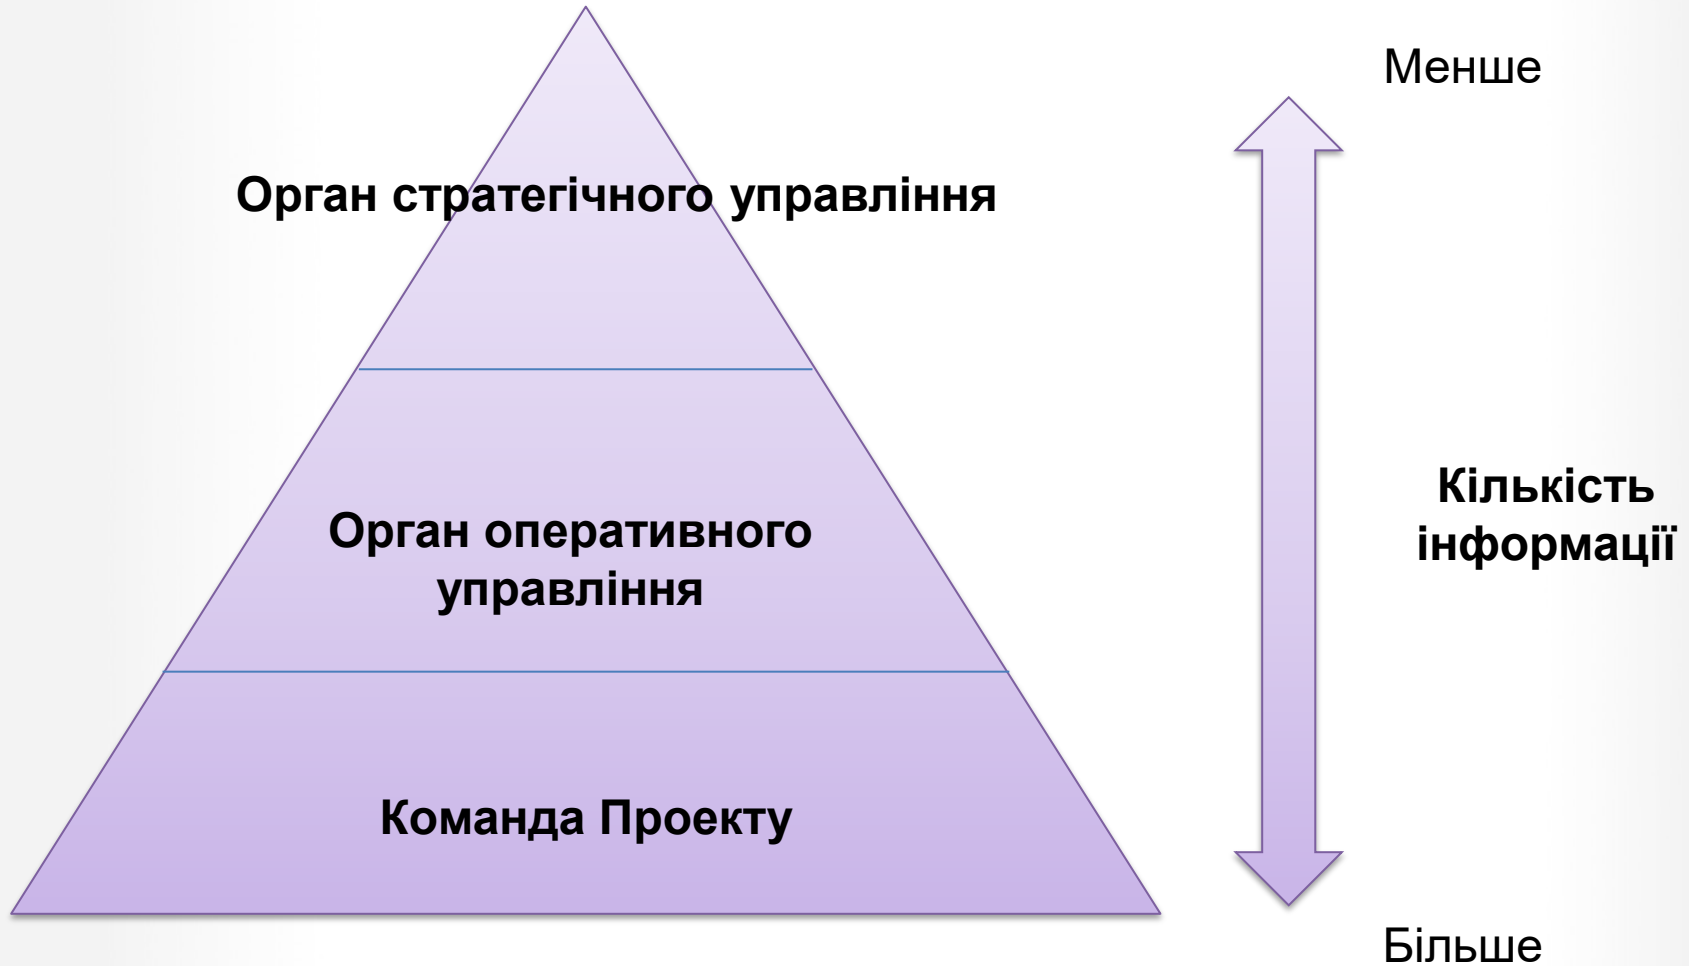 Менше
Орган стратегічного управління
Кількість
інформації
Орган оперативного
управління
Команда Проекту
Більше